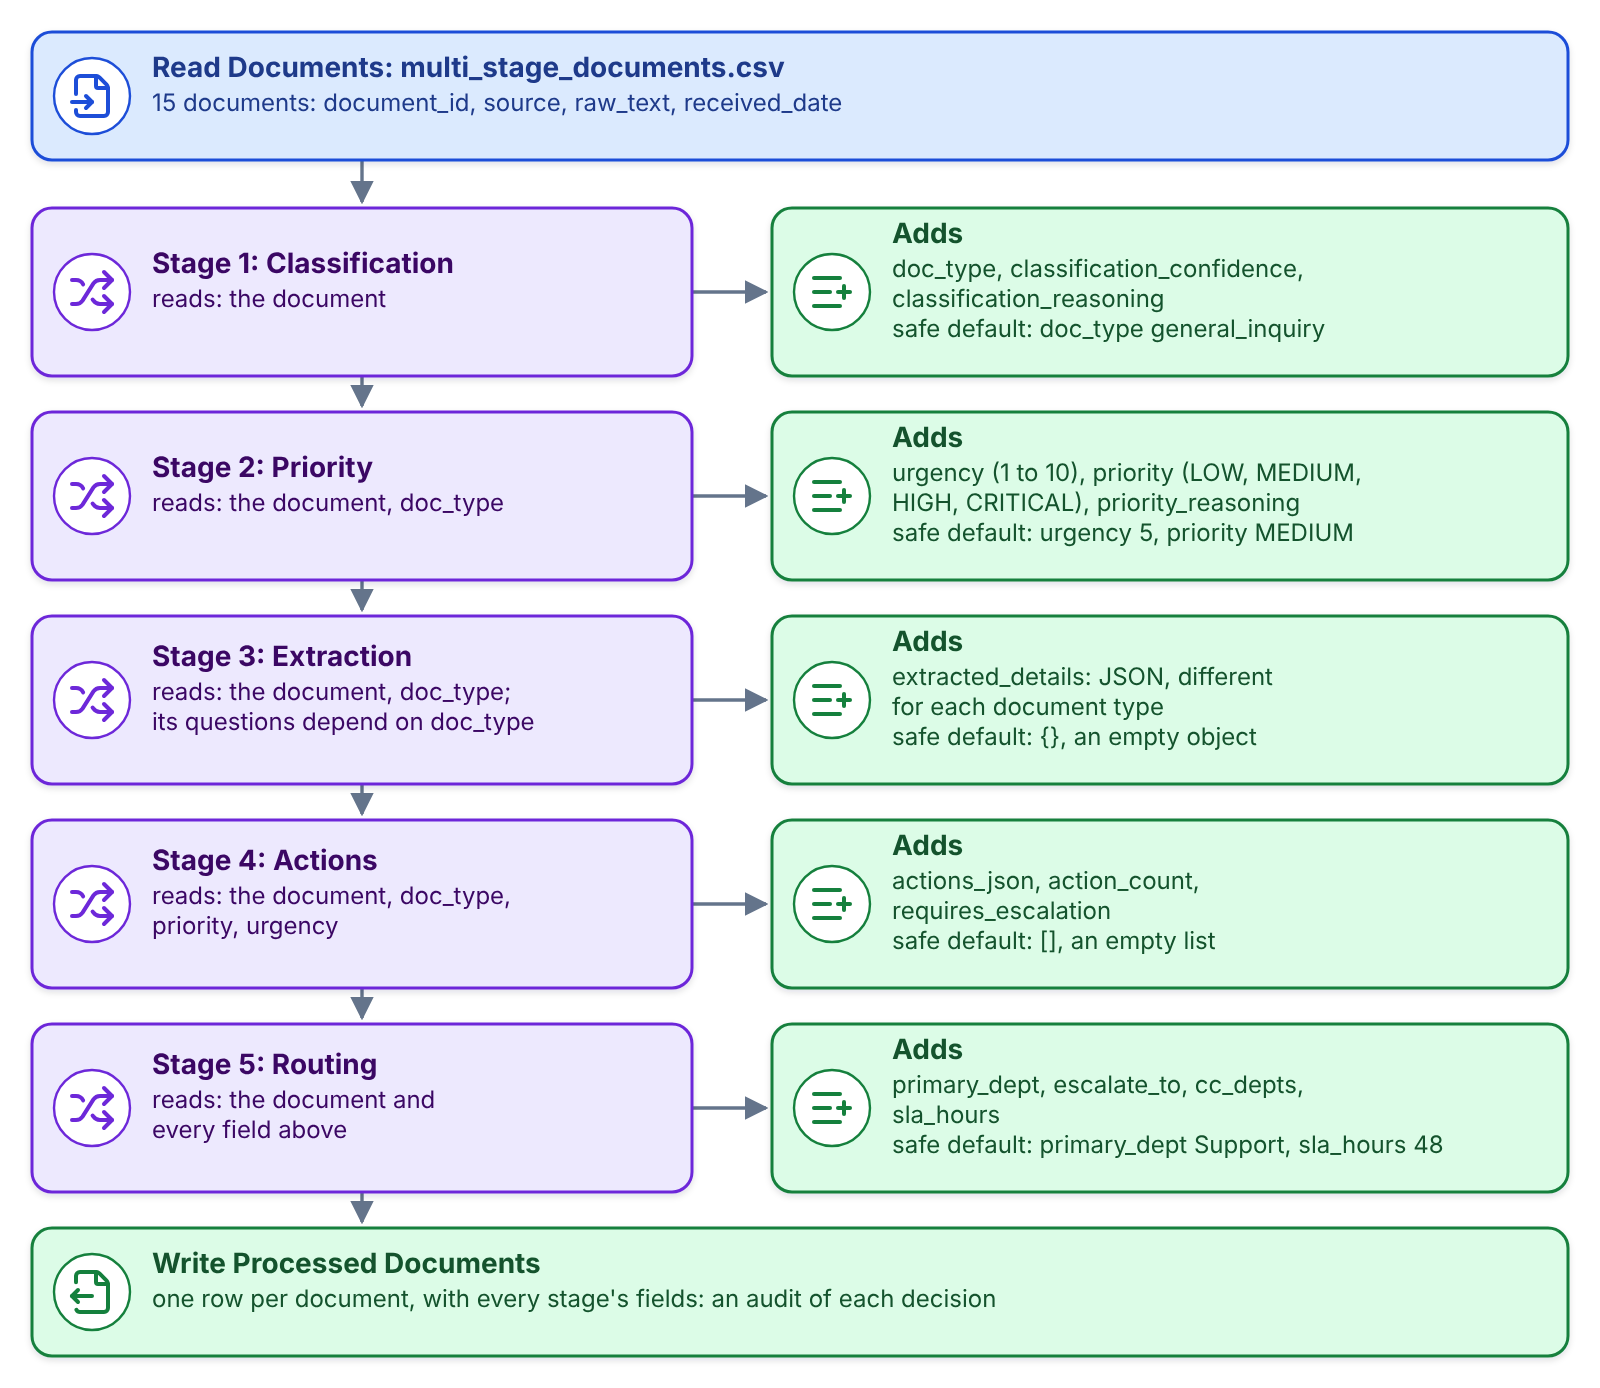 Read Documents: multi_stage_documents.csv
15 documents: document_id, source, raw_text, received_date
Stage 1: Classification
reads: the document
Adds
doc_type, classification_confidence,
classification_reasoning
safe default: doc_type general_inquiry
Stage 2: Priority
reads: the document, doc_type
Adds
urgency (1 to 10), priority (LOW, MEDIUM,
HIGH, CRITICAL), priority_reasoning
safe default: urgency 5, priority MEDIUM
Stage 3: Extraction
reads: the document, doc_type;
its questions depend on doc_type
Adds
extracted_details: JSON, different
for each document type
safe default: {}, an empty object
Stage 4: Actions
reads: the document, doc_type,
priority, urgency
Adds
actions_json, action_count,
requires_escalation
safe default: [], an empty list
Stage 5: Routing
reads: the document and
every field above
Adds
primary_dept, escalate_to, cc_depts,
sla_hours
safe default: primary_dept Support, sla_hours 48
Write Processed Documents
one row per document, with every stage's fields: an audit of each decision